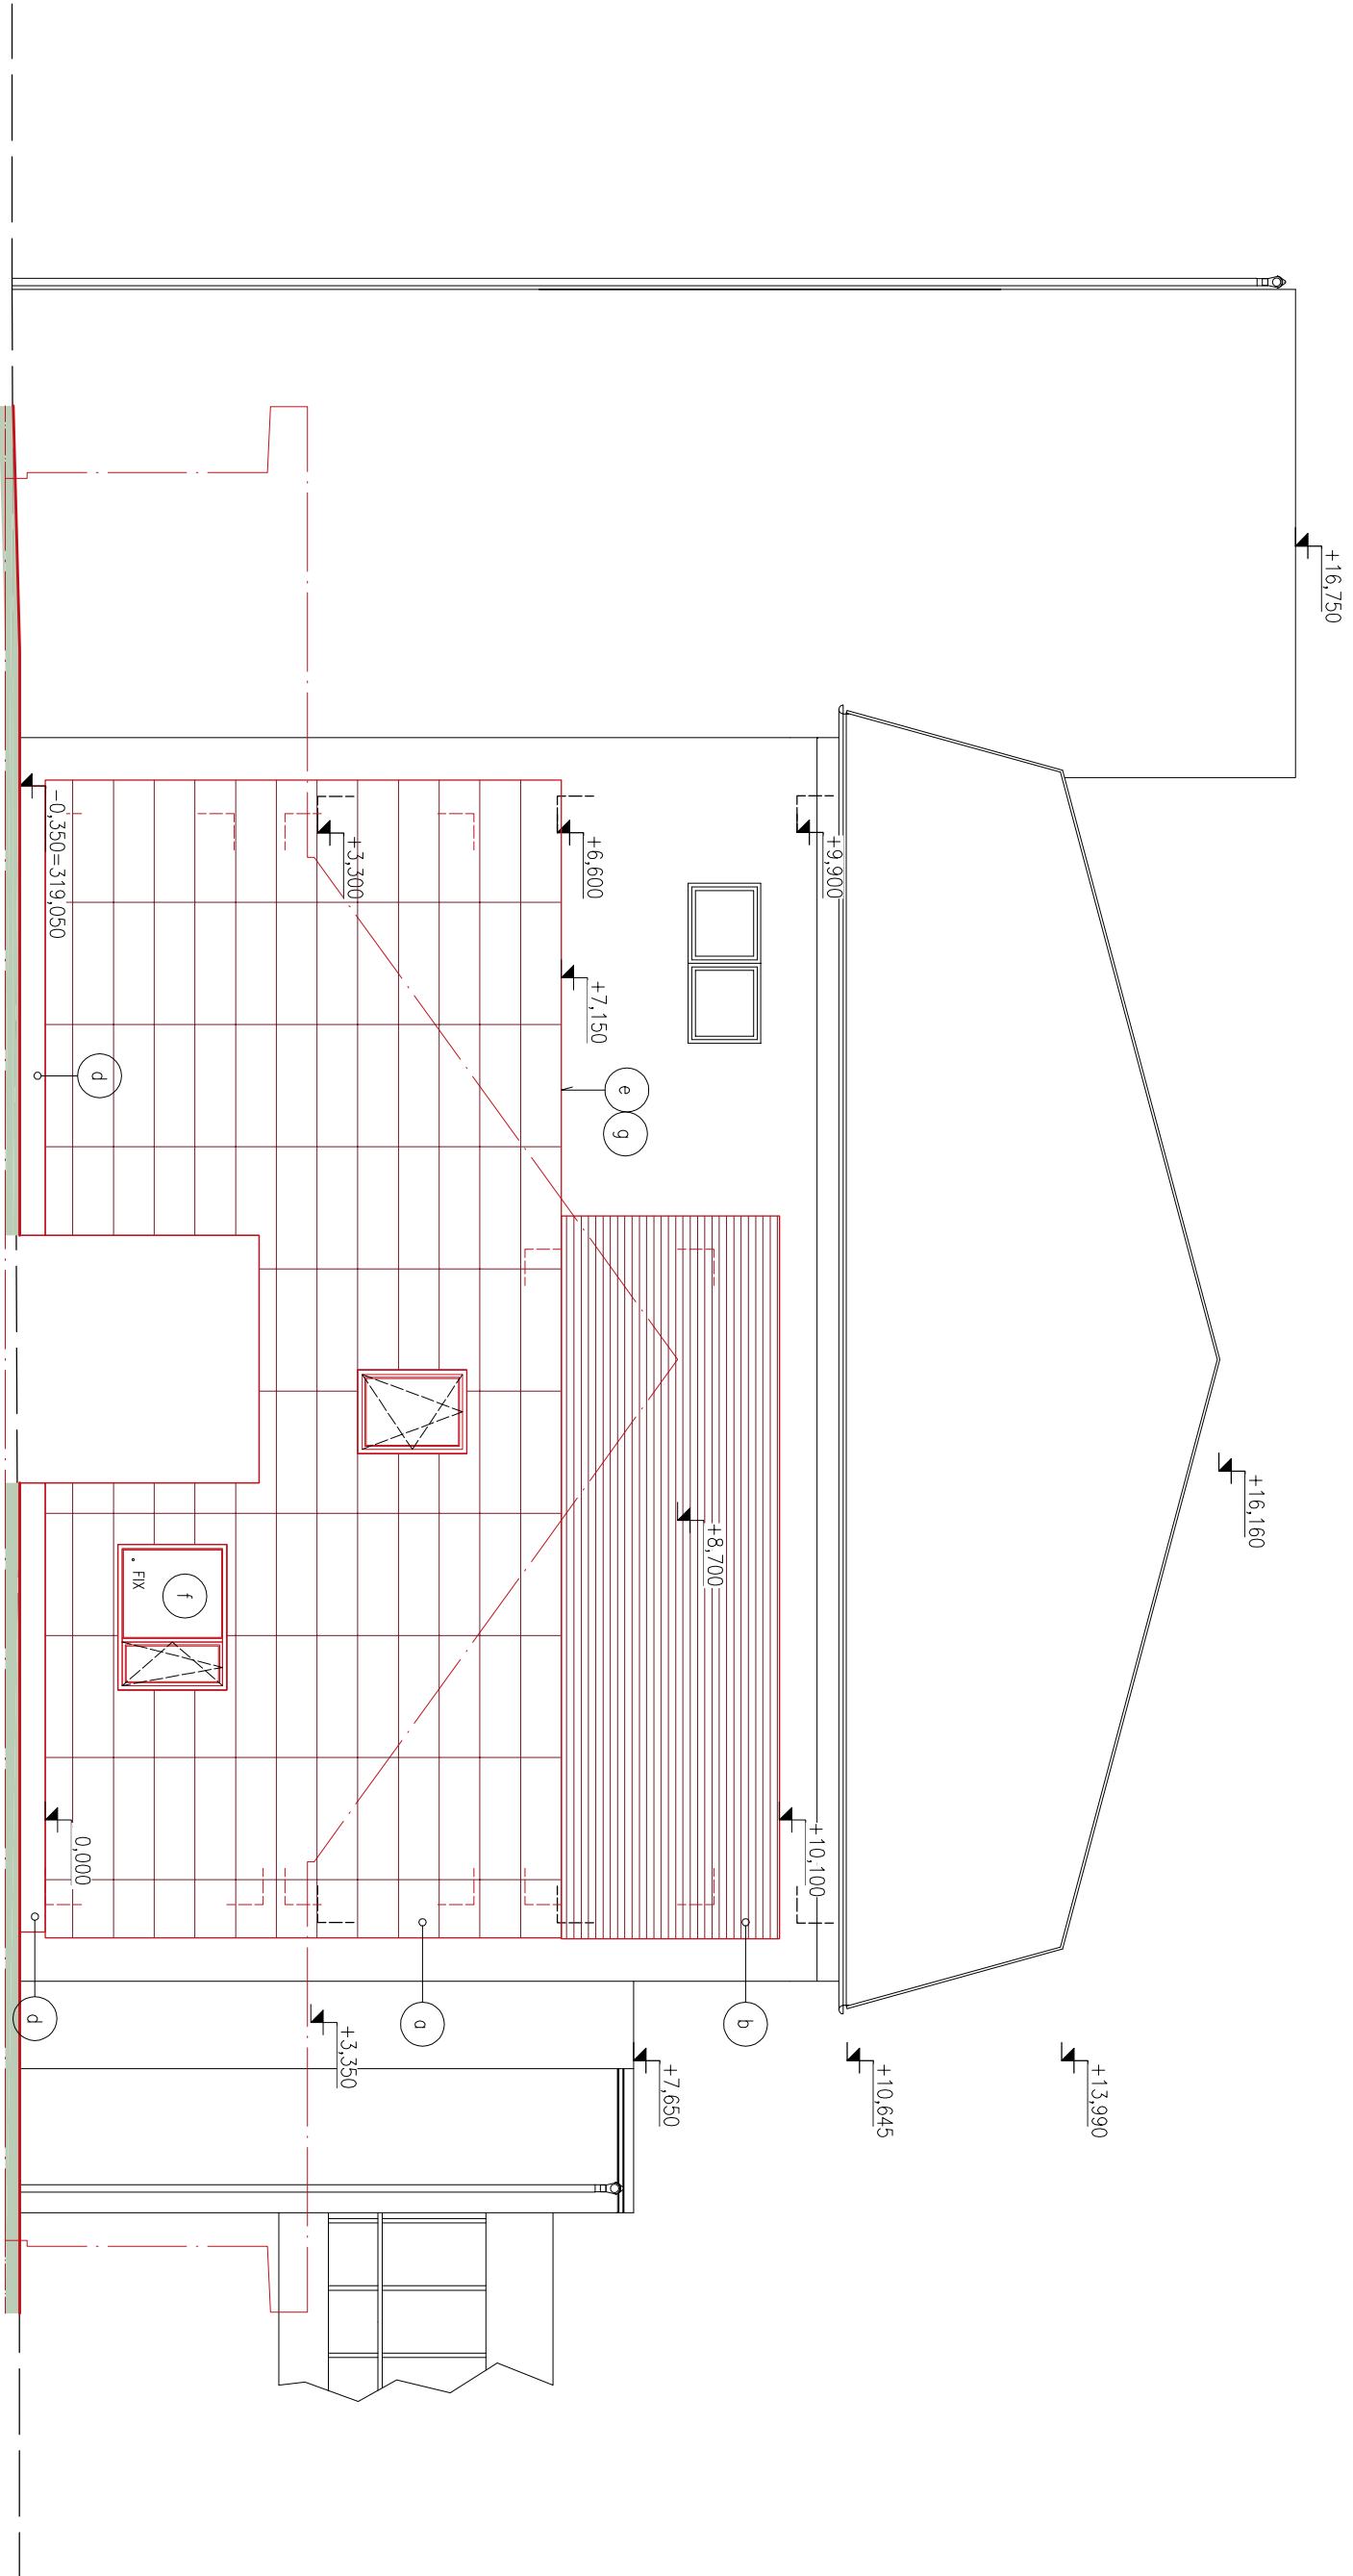 +16,750
+16,160
+13,990
+10,645
+9,900
+10,100
b
+8,700
+7,650
e
g
+7,150
+6,600
a
+3,300
+3,350
f
FIX
d
0,000
-0,350=319,050
d